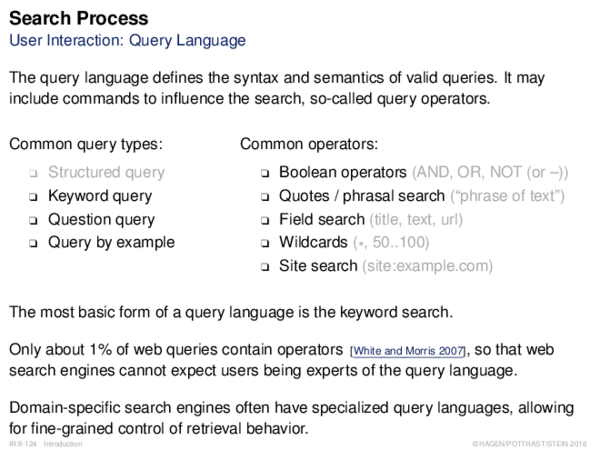 Search Process
User Interaction: Query Language
The query language defines the syntax and semantics of valid queries. It may
include commands to influence the search, so-called query operators.
Common query types:
❏ Structured query
❏ Keyword query
❏ Question query
❏ Query by example
Common operators:
❏ Boolean operators (AND, OR, NOT (or –))
❏ Quotes / phrasal search (“phrase of text”)
❏ Field search (title, text, url)
❏ Wildcards (*, 50..100)
❏ Site search (site:example.com)
The most basic form of a query language is the keyword search.
Only about 1% of web queries contain operators [White and Morris 2007], so that web
search engines cannot expect users being experts of the query language.
Domain-specific search engines often have specialized query languages, allowing
for fine-grained control of retrieval behavior.
IR:II-124 Introduction ©HAGEN/POTTHAST/STEIN 2018